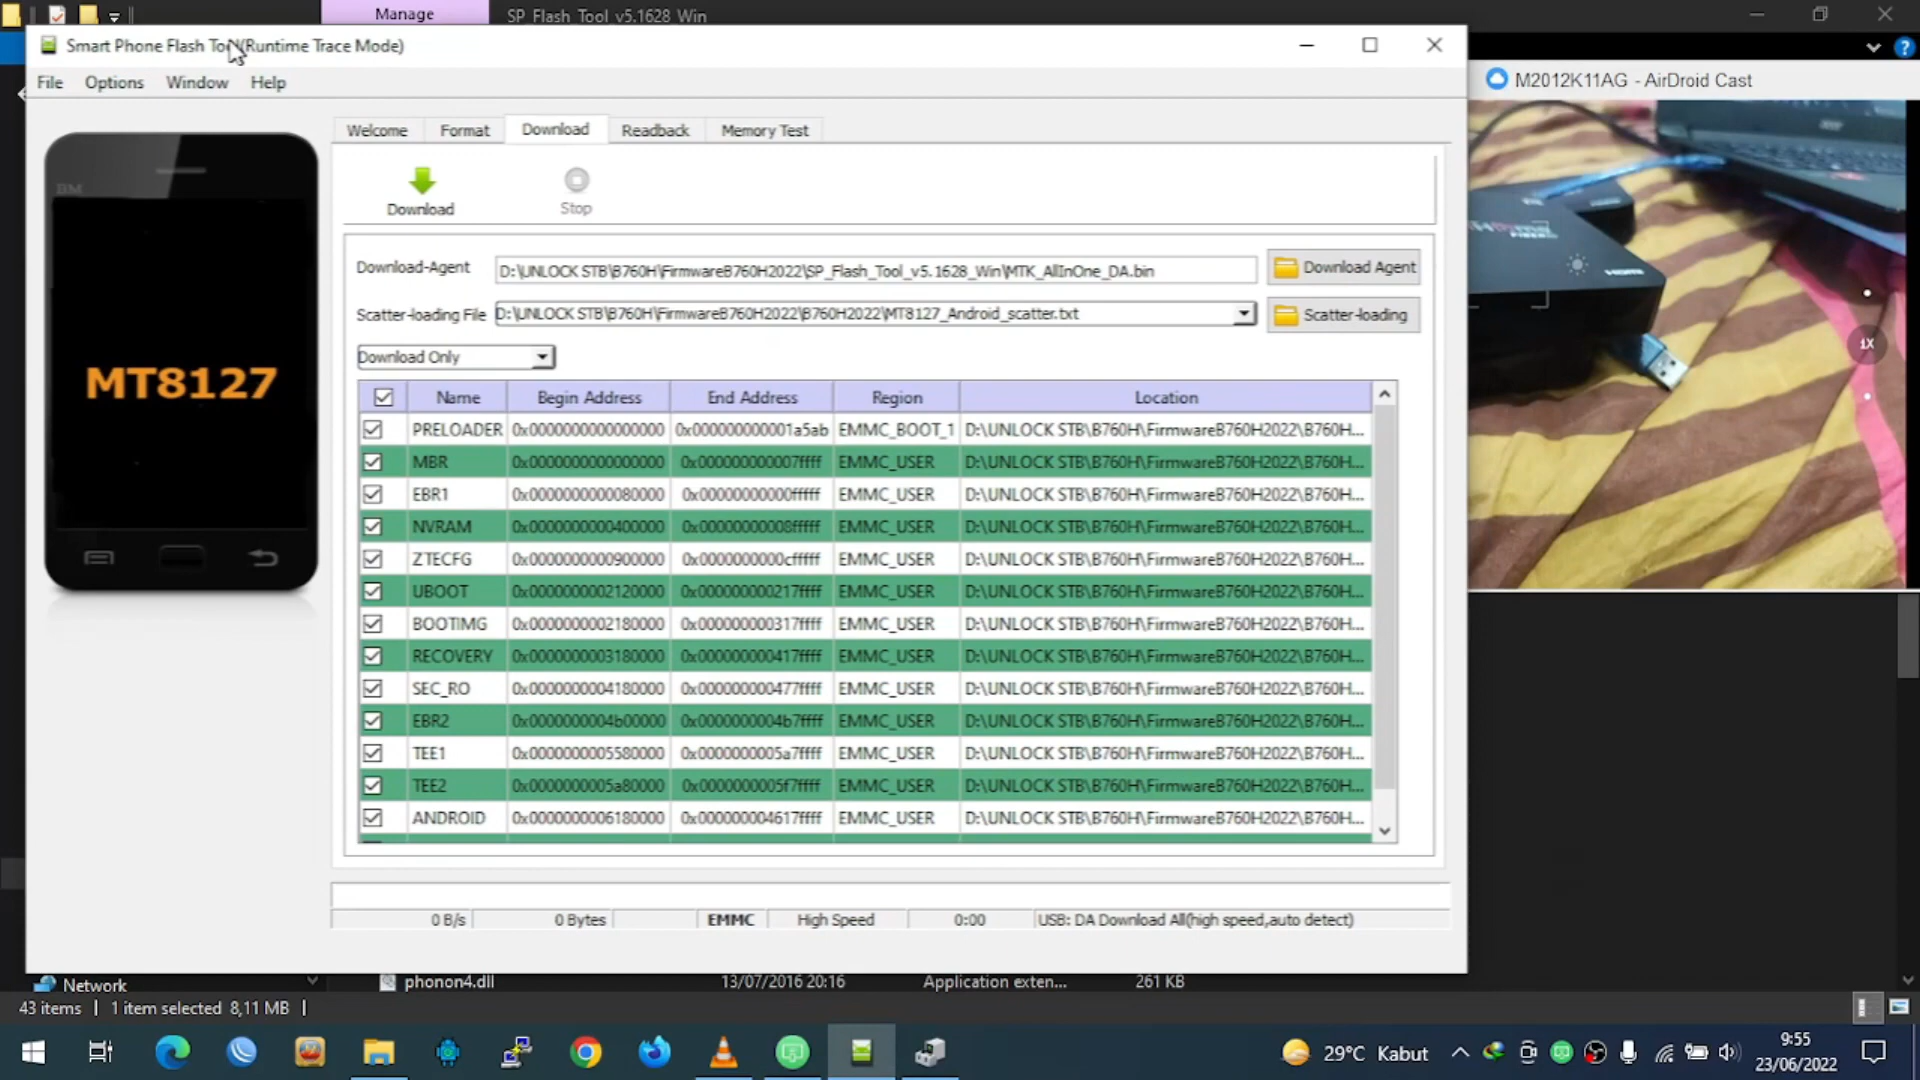 Manage
SP_Flash_Tool_v5.1628_Win
Smart Phone Flash Tool(Runtime Trace Mode)
File Options Window Help
M2012K11AG - AirDroid Cast
Welcome Format Download Readback Memory Test
Download Stop
BM
MT8127
Download-Agent D:\UNLOCK STB\B760H\FirmwareB760H2022\SP_Flash_Tool_v5.1628_Win\MTK_AllInOne_DA.bin Download Agent
Scatter-loading File D:\UNLOCK STB\B760H\FirmwareB760H2022\B760H2022\MT8127_Android_scatter.txt Scatter-loading
Download Only
Name Begin Address End Address Region Location
PRELOADER 0x0000000000000000 0x000000000001a5ab EMMC_BOOT_1 D:\UNLOCK STB\B760H\FirmwareB760H2022\B760H...
MBR 0x0000000000000000 0x000000000007ffff EMMC_USER D:\UNLOCK STB\B760H\FirmwareB760H2022\B760H...
EBR1 0x0000000000080000 0x00000000000fffff EMMC_USER D:\UNLOCK STB\B760H\FirmwareB760H2022\B760H...
NVRAM 0x0000000000400000 0x00000000008fffff EMMC_USER D:\UNLOCK STB\B760H\FirmwareB760H2022\B760H...
ZTECFG 0x0000000000900000 0x0000000000cfffff EMMC_USER D:\UNLOCK STB\B760H\FirmwareB760H2022\B760H...
UBOOT 0x0000000002120000 0x000000000217ffff EMMC_USER D:\UNLOCK STB\B760H\FirmwareB760H2022\B760H...
BOOTIMG 0x0000000002180000 0x000000000317ffff EMMC_USER D:\UNLOCK STB\B760H\FirmwareB760H2022\B760H...
RECOVERY 0x0000000003180000 0x000000000417ffff EMMC_USER D:\UNLOCK STB\B760H\FirmwareB760H2022\B760H...
SEC_RO 0x0000000004180000 0x000000000477ffff EMMC_USER D:\UNLOCK STB\B760H\FirmwareB760H2022\B760H...
EBR2 0x0000000004b00000 0x0000000004b7ffff EMMC_USER D:\UNLOCK STB\B760H\FirmwareB760H2022\B760H...
TEE1 0x0000000005580000 0x0000000005a7ffff EMMC_USER D:\UNLOCK STB\B760H\FirmwareB760H2022\B760H...
TEE2 0x0000000005a80000 0x0000000005f7ffff EMMC_USER D:\UNLOCK STB\B760H\FirmwareB760H2022\B760H...
ANDROID 0x0000000006180000 0x000000004617ffff EMMC_USER D:\UNLOCK STB\B760H\FirmwareB760H2022\B760H...
1X
HDMI
0 B/s 0 Bytes EMMC High Speed 0:00 USB: DA Download All(high speed,auto detect)
Network phonon4.dll 13/07/2016 20:16 Application exten... 261 KB
43 items 1 item selected 8,11 MB
29°C Kabut
9:55
23/06/2022